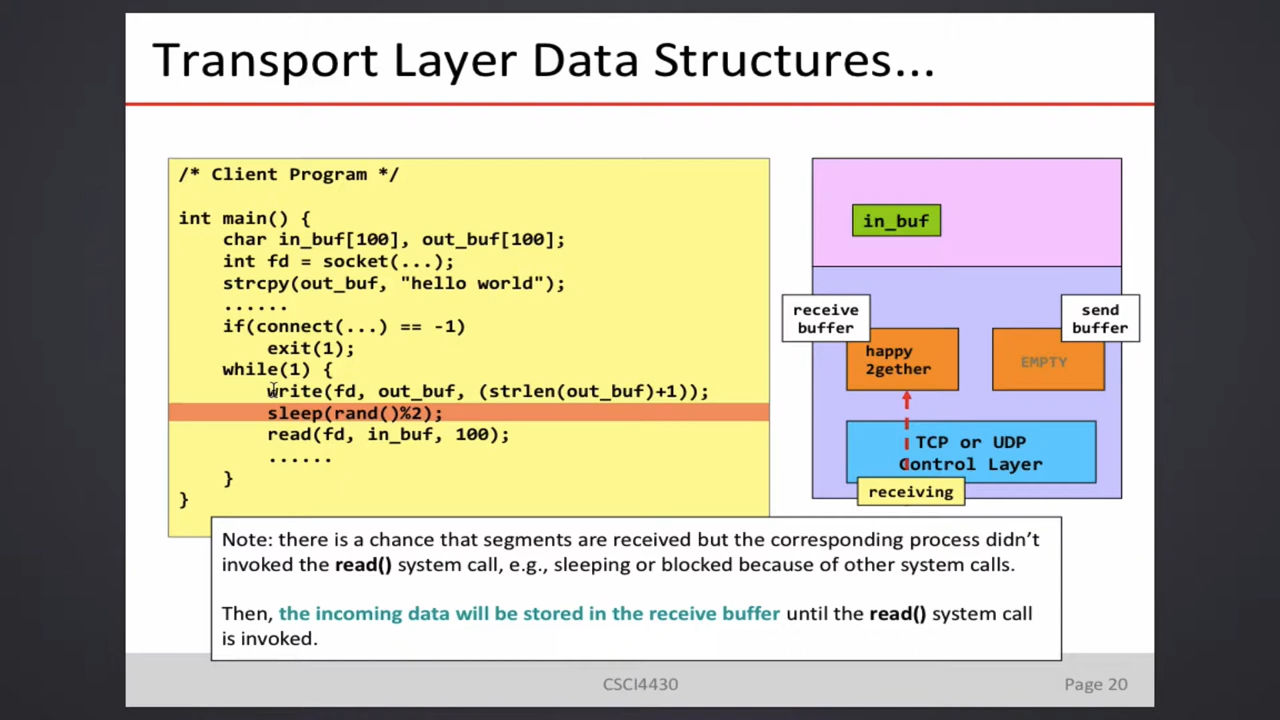 Transport Layer Data Structures...
/* Client Program */
int main() {
char in_buf[100], out_buf[100];
int fd = socket(...);
strcpy(out_buf, "hello world");
......
if(connect(...) == -1)
exit(1);
while(1) {
write(fd, out_buf, (strlen(out_buf)+1));
sleep(rand()%2);
read(fd, in_buf, 100);
......
}
}
in_buf
receive
buffer
send
buffer
happy
2gether
EMPTY
TCP or UDP
Control Layer
receiving
Note: there is a chance that segments are received but the corresponding process didn’t
invoked the read() system call, e.g., sleeping or blocked because of other system calls.
Then, the incoming data will be stored in the receive buffer until the read() system call
is invoked.
CSCI4430
Page 20